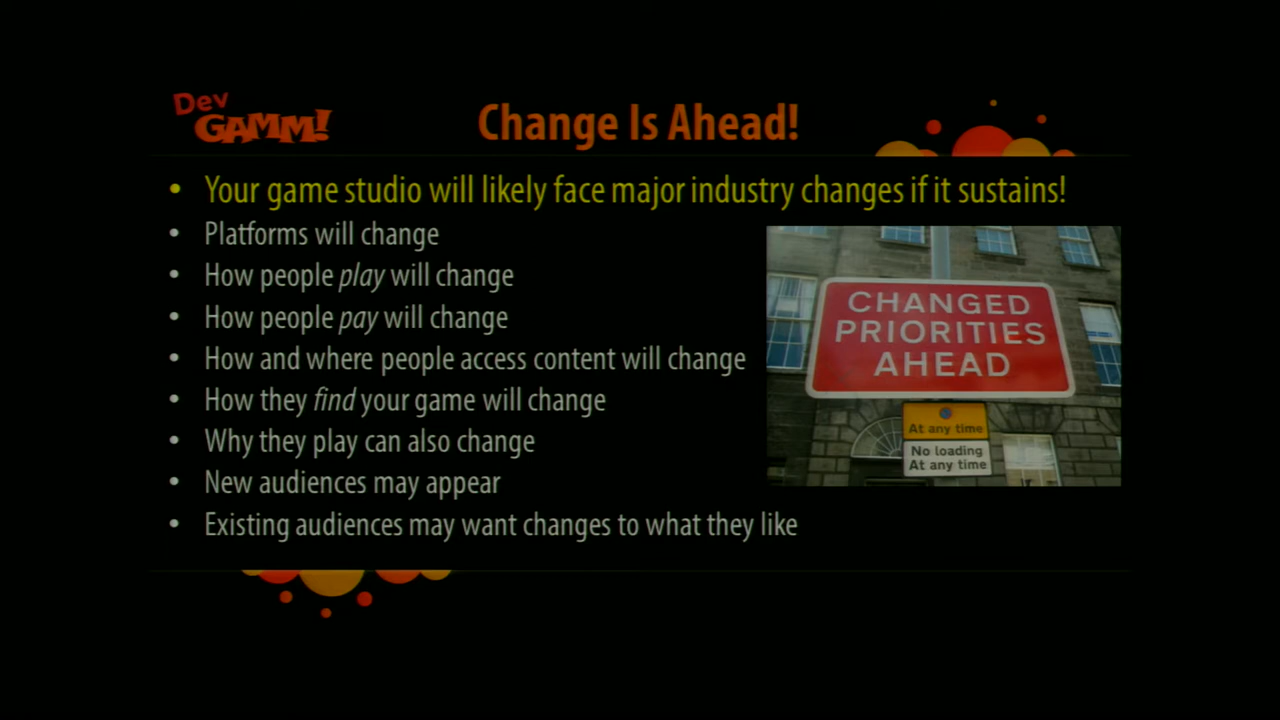 Dev
GAMM!
Change Is Ahead!
• Your game studio will likely face major industry changes if it sustains!
• Platforms will change
• How people play will change
• How people pay will change
• How and where people access content will change
• How they find your game will change
• Why they play can also change
• New audiences may appear
• Existing audiences may want changes to what they like
CHANGED
PRIORITIES
AHEAD
At any time
No loading
At any time